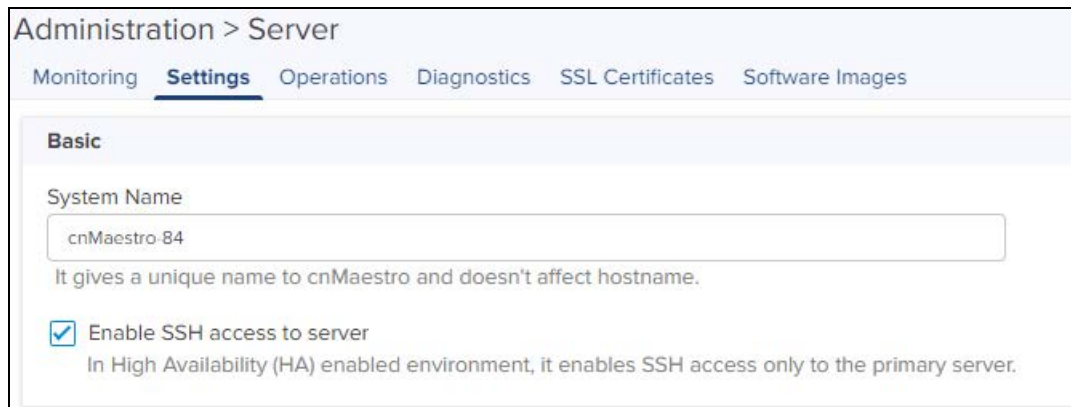 Administration > Server
Monitoring Settings Operations Diagnostics SSL Certificates Software Images
Basic
System Name
cnMaestro-84
It gives a unique name to cnMaestro and doesn't affect hostname.
Enable SSH access to server
In High Availability (HA) enabled environment, it enables SSH access only to the primary server.